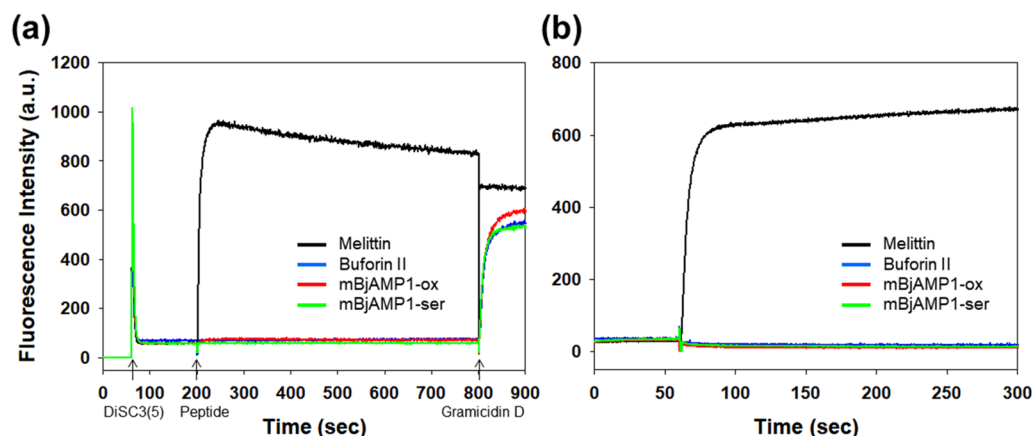 (a)
(b)
Fluorescence Intensity (a.u.)
1200
1000
800
600
400
200
0
Melittin
Buforin II
mBjAMP1-ox
mBjAMP1-ser
0 100 200 300 400 500 600 700 800 900
DiSC3(5) Peptide Gramicidin D
Time (sec)
800
600
400
200
0
Melittin
Buforin II
mBjAMP1-ox
mBjAMP1-ser
0 50 100 150 200 250 300
Time (sec)